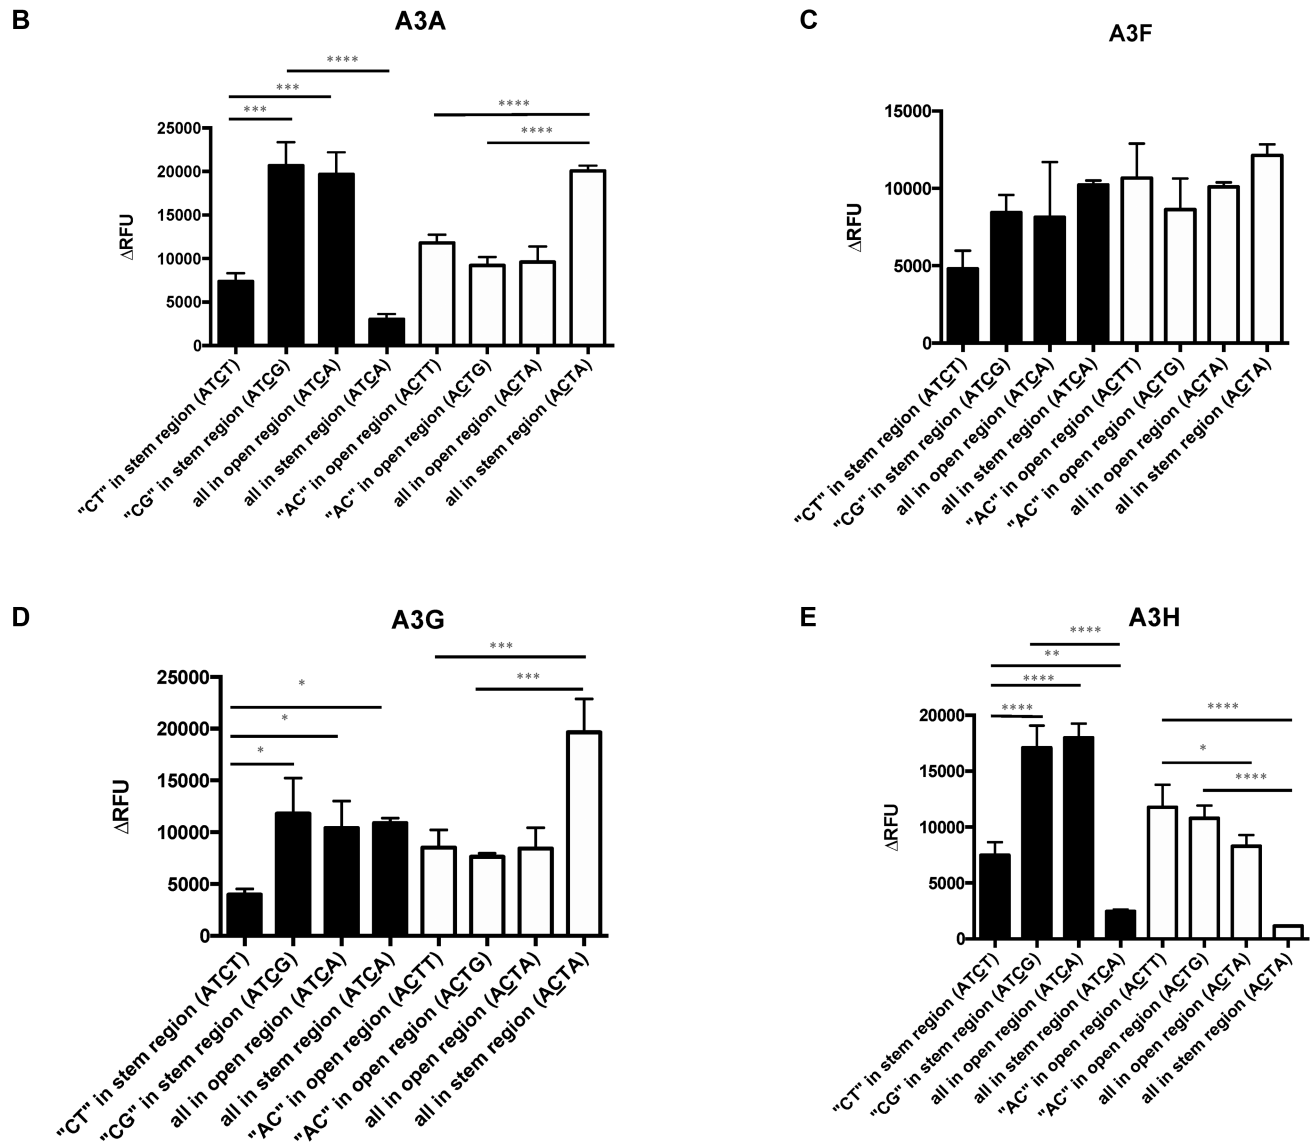 B
A3A
****
***
***
****
****
25000
20000
15000
10000
5000
0
ΔRFU
"CT" in stem region (ATCT)
"CG" in stem region (ATCG)
all in open region (ATCA)
all in stem region (ATCA)
"AC" in open region (ACTT)
"AC" in open region (ACTG)
all in open region (ACTA)
all in stem region (ACTA)
C
A3F
15000
10000
5000
0
ΔRFU
"CT" in stem region (ATCT)
"CG" in stem region (ATCG)
all in open region (ATCA)
all in stem region (ATCA)
"AC" in open region (ACTT)
"AC" in open region (ACTG)
all in open region (ACTA)
all in stem region (ACTA)
D
A3G
***
***
*
*
*
25000
20000
15000
10000
5000
0
ΔRFU
"CT" in stem region (ATCT)
"CG" in stem region (ATCG)
all in open region (ATCA)
all in stem region (ATCA)
"AC" in open region (ACTT)
"AC" in open region (ACTG)
all in open region (ACTA)
all in stem region (ACTA)
E
A3H
****
**
****
****
****
*
****
20000
15000
10000
5000
0
ΔRFU
"CT" in stem region (ATCT)
"CG" in stem region (ATCG)
all in open region (ATCA)
all in stem region (ATCA)
"AC" in open region (ACTT)
"AC" in open region (ACTG)
all in open region (ACTA)
all in stem region (ACTA)